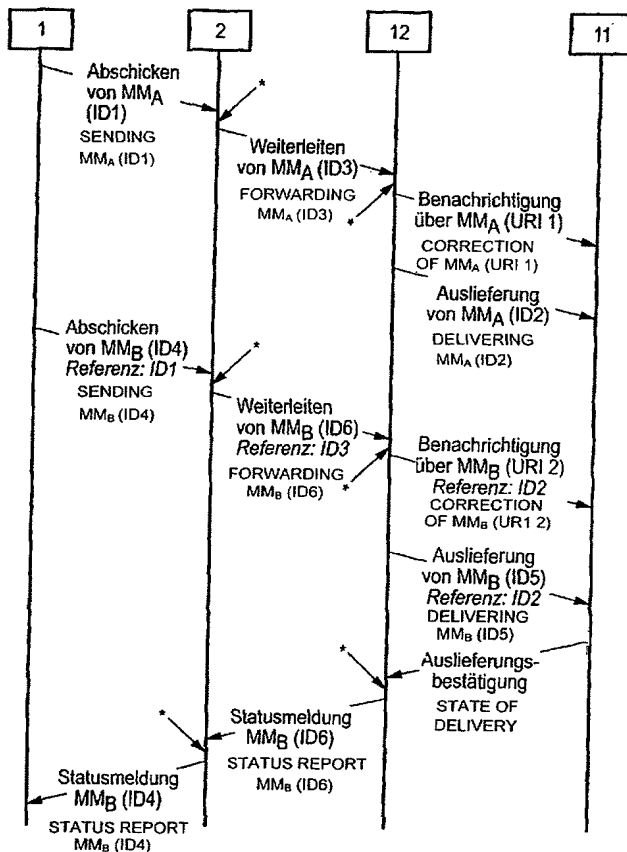 1
2
12
11
Abschicken
von MMA
(ID1)
SENDING
MMA (ID1)
*
Weiterleiten
von MMA (ID3)
FORWARDING
MMA (ID3)
*
Benachrichtigung
über MMA (URI 1)
CORRECTION
OF MMA (URI 1)
Auslieferung
von MMA (ID2)
DELIVERING
MMA (ID2)
Abschicken
von MMB (ID4)
Referenz: ID1
SENDING
MMB (ID4)
*
Weiterleiten
von MMB (ID6)
Referenz: ID3
FORWARDING
MMB (ID6)
*
Benachrichtigung
über MMB (URI 2)
Referenz: ID2
CORRECTION
OF MMB (UR1 2)
Auslieferung
von MMB (ID5)
Referenz: ID2
DELIVERING
MMB (ID5)
*
Auslieferungs-
bestätigung
STATE OF
DELIVERY
*
Statusmeldung
MMB (ID6)
STATUS REPORT
MMB (ID6)
Statusmeldung
MMB (ID4)
STATUS REPORT
MMB (ID4)